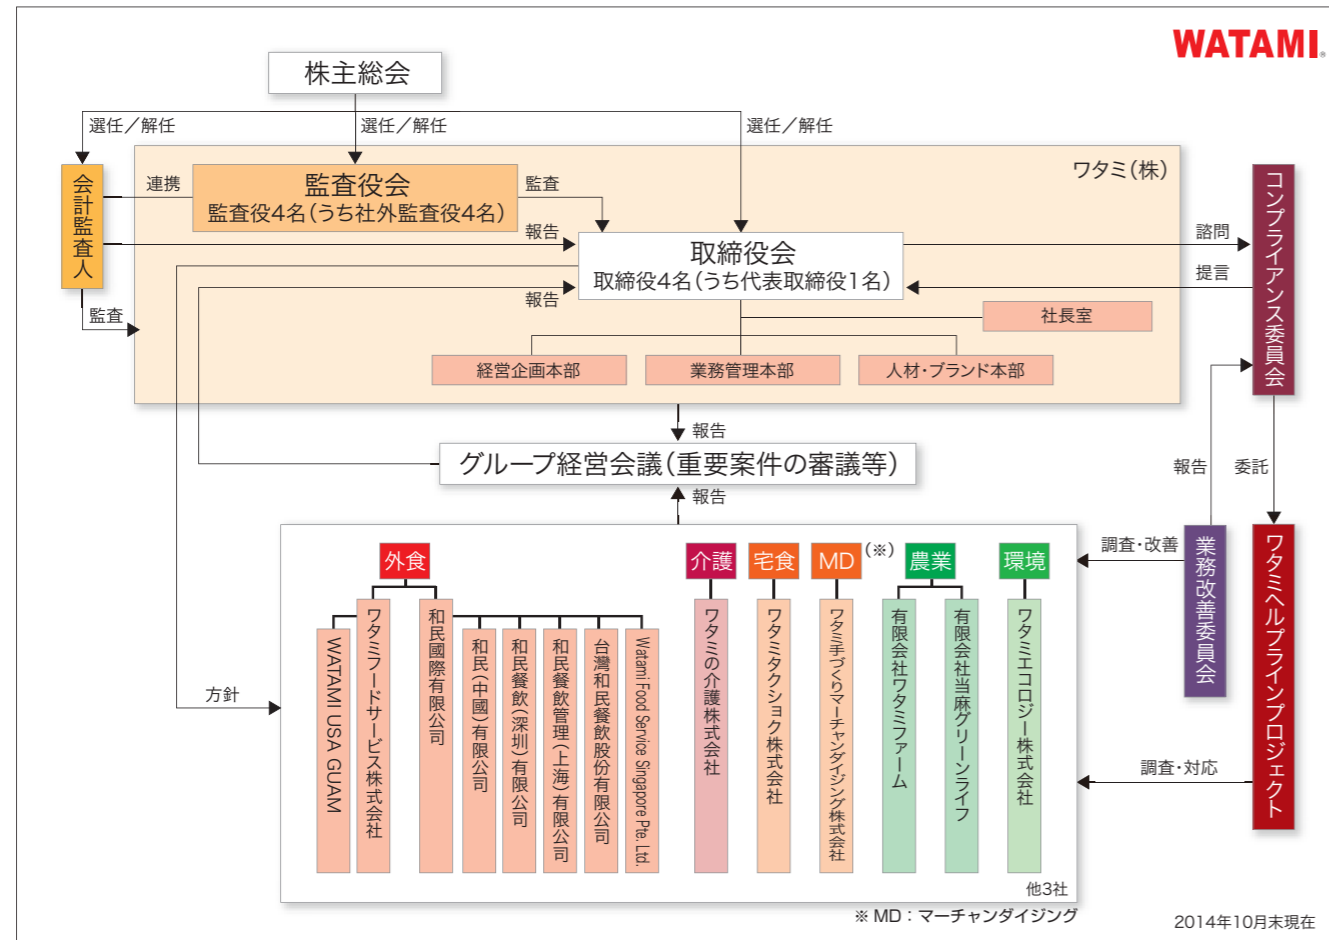 WATAMI
株主総会
選任／解任
選任／解任
選任／解任
ワタミ（株）
会計監査人
連携
監査役会
監査役4名（うち社外監査役4名）
監査
報告
取締役会
取締役4名（うち代表取締役1名）
諮問
提言
コンプライアンス委員会
報告
監査
社長室
経営企画本部
業務管理本部
人材・ブランド本部
報告
グループ経営会議（重要案件の審議等）
報告
報告
委託
外食
介護
宅食
MD
（※）
農業
環境
調査・改善
業務改善委員会
ワタミヘルプラインプロジェクト
方針
WATAMI USA GUAM
ワタミフードサービス株式会社
和民國際有限公司
和民（中國）有限公司
和民餐飲（深圳）有限公司
和民餐飲管理（上海）有限公司
台灣和民餐飲股份有限公司
Watami Food Service Singapore Pte. Ltd.
ワタミの介護株式会社
ワタミタクショク株式会社
ワタミ手づくりマーチャンダイジング株式会社
有限会社ワタミファーム
有限会社当麻グリーンライフ
ワタミエコロジー株式会社
調査・対応
他3社
※ MD：マーチャンダイジング
2014年10月末現在